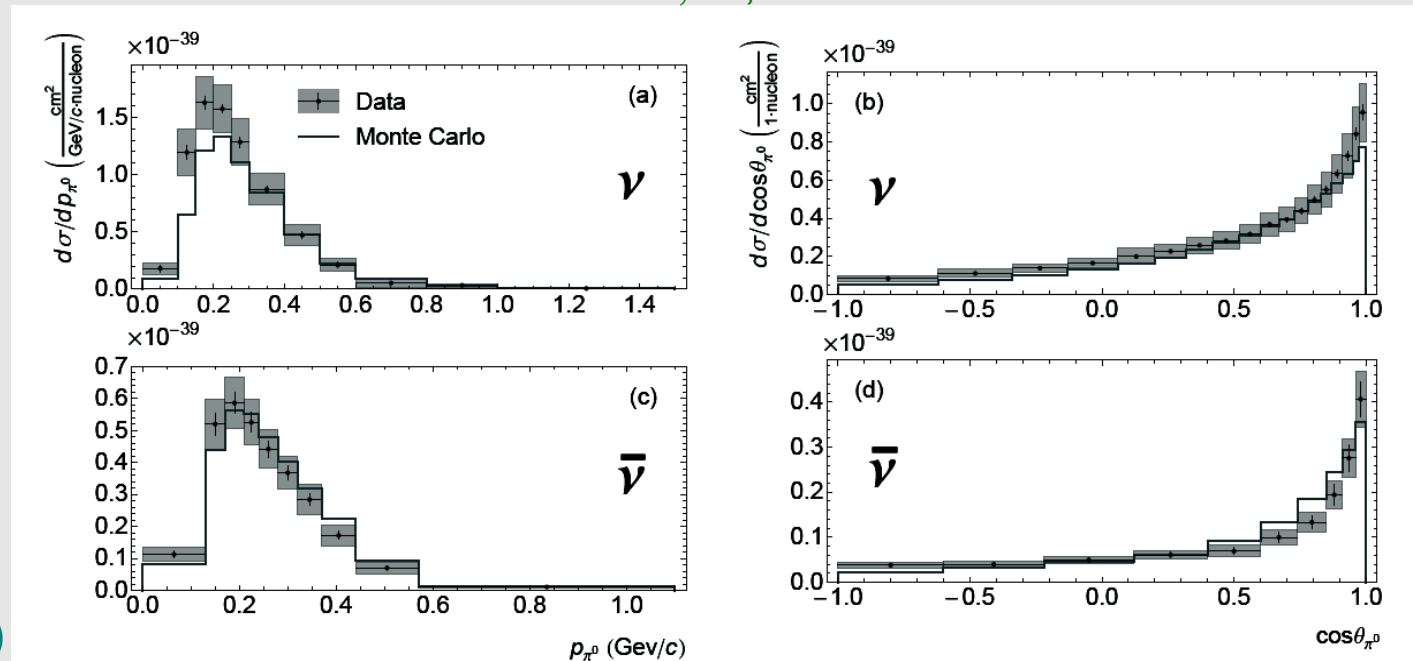 ×10⁻³⁹
dσ/dp_π⁰ (cm²/GeV/c·nucleon)
(a)
Data
Monte Carlo
ν
1.5
1.0
0.5
0.0
0.0 0.2 0.4 0.6 0.8 1.0 1.2 1.4
×10⁻³⁹
dσ/dcosθ_π⁰ (cm²/1·nucleon)
(b)
ν
1.0
0.8
0.6
0.4
0.2
0.0
−1.0 −0.5 0.0 0.5 1.0
×10⁻³⁹
(c)
ν̅
0.7
0.6
0.5
0.4
0.3
0.2
0.1
0.0
0.0 0.2 0.4 0.6 0.8 1.0
p_π⁰ (Gev/c)
×10⁻³⁹
(d)
ν̅
0.4
0.3
0.2
0.1
0.0
−1.0 −0.5 0.0 0.5 1.0
cosθ_π⁰